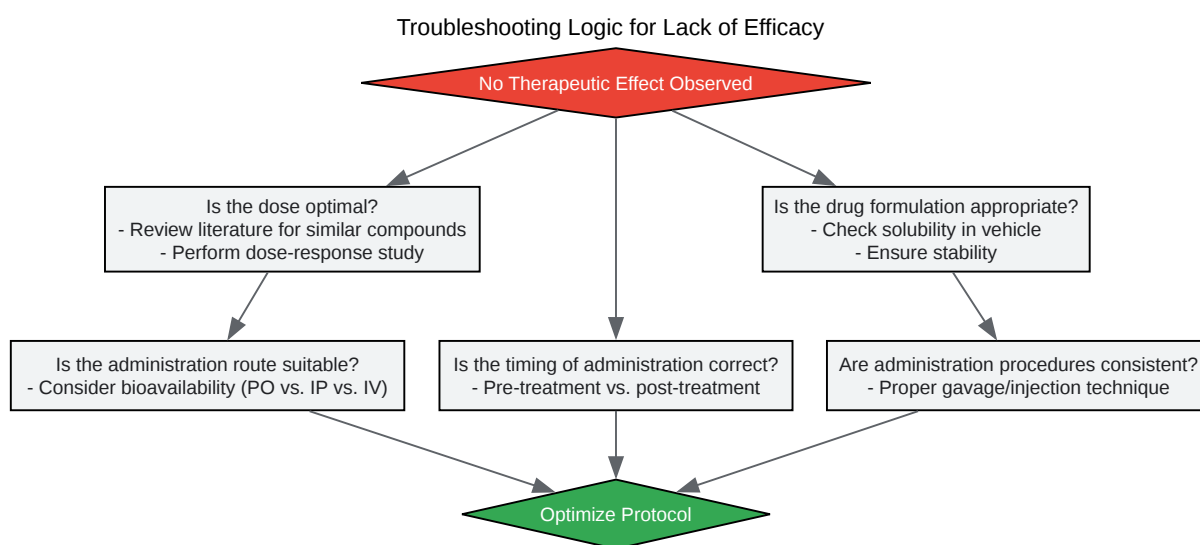 Troubleshooting Logic for Lack of Efficacy
No Therapeutic Effect Observed
Is the dose optimal?
- Review literature for similar compounds
- Perform dose-response study
Is the drug formulation appropriate?
- Check solubility in vehicle
- Ensure stability
Is the administration route suitable?
- Consider bioavailability (PO vs. IP vs. IV)
Is the timing of administration correct?
- Pre-treatment vs. post-treatment
Are administration procedures consistent?
- Proper gavage/injection technique
Optimize Protocol